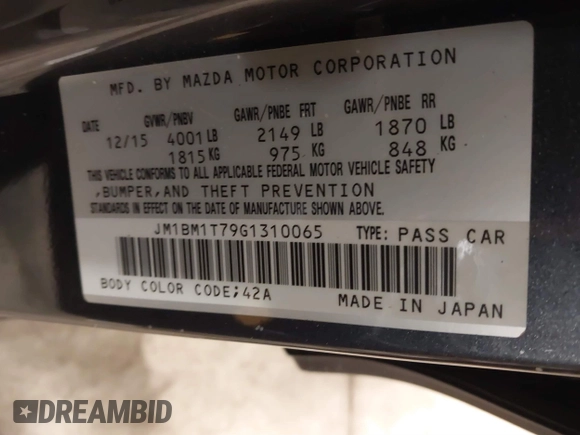 MFD. BY MAZDA MOTOR CORPORATION
DATE GVWR/PNBV GAWR/PNBE FRT GAWR/PNBE RR
12/15 4001 LB 2149 LB 1870 LB
1815 KG 975 KG 848 KG
THIS VEHICLE CONFORMS TO ALL APPLICABLE FEDERAL MOTOR VEHICLE SAFETY
,BUMPER,AND THEFT PREVENTION
STANDARDS IN EFFECT ON THE DATE OF MANUFACTURE SHOWN ABOVE.
JM1BM1T79G1310065 TYPE: PASS CAR
BODY COLOR CODE;42A MADE IN JAPAN
DREAMBID